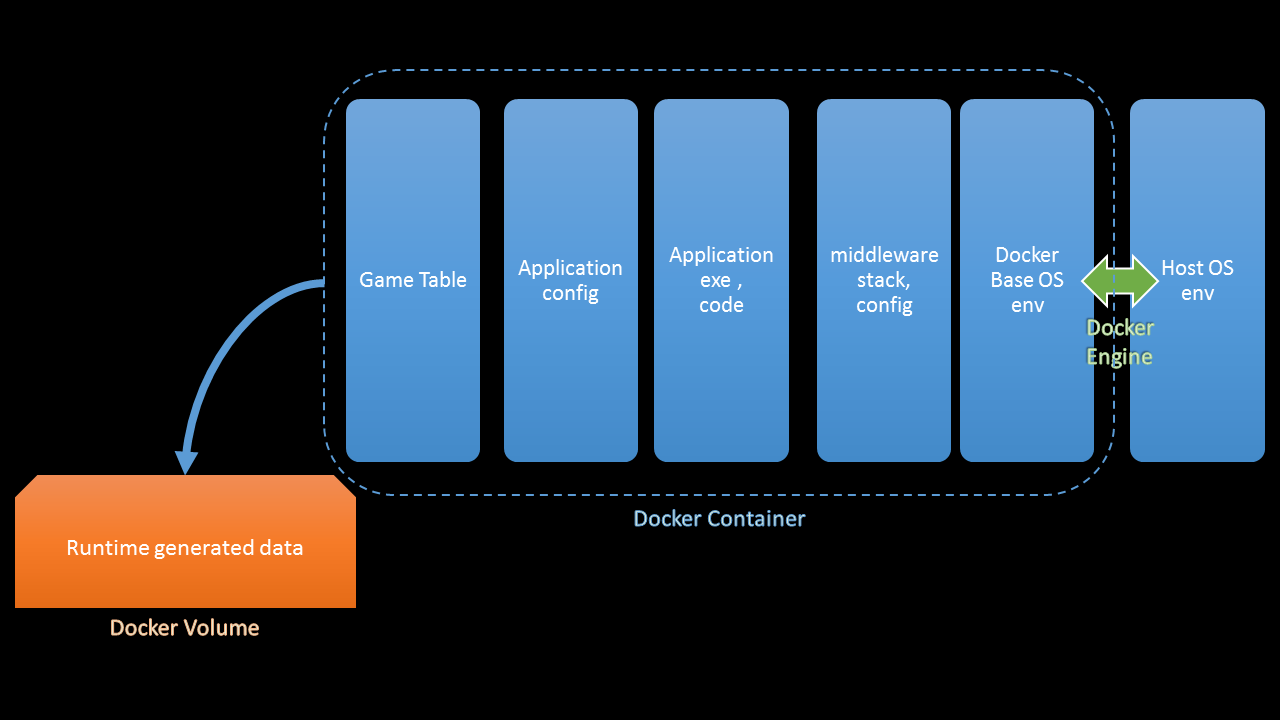 Game Table
Application
config
Application
exe ,
code
middleware
stack,
config
Docker
Base OS
env
Host OS
env
Docker
Engine
Docker Container
Runtime generated data
Docker Volume